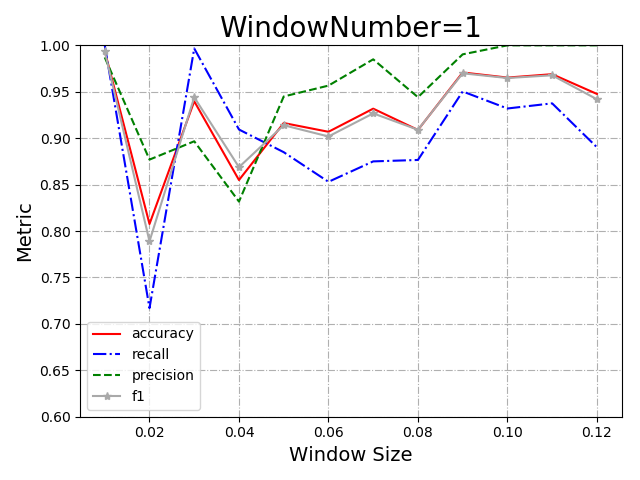 WindowNumber=1
1.00
0.95
0.90
0.85
0.80
0.75
0.70
0.65
0.60
Metric
accuracy
recall
precision
f1
0.02 0.04 0.06 0.08 0.10 0.12
Window Size